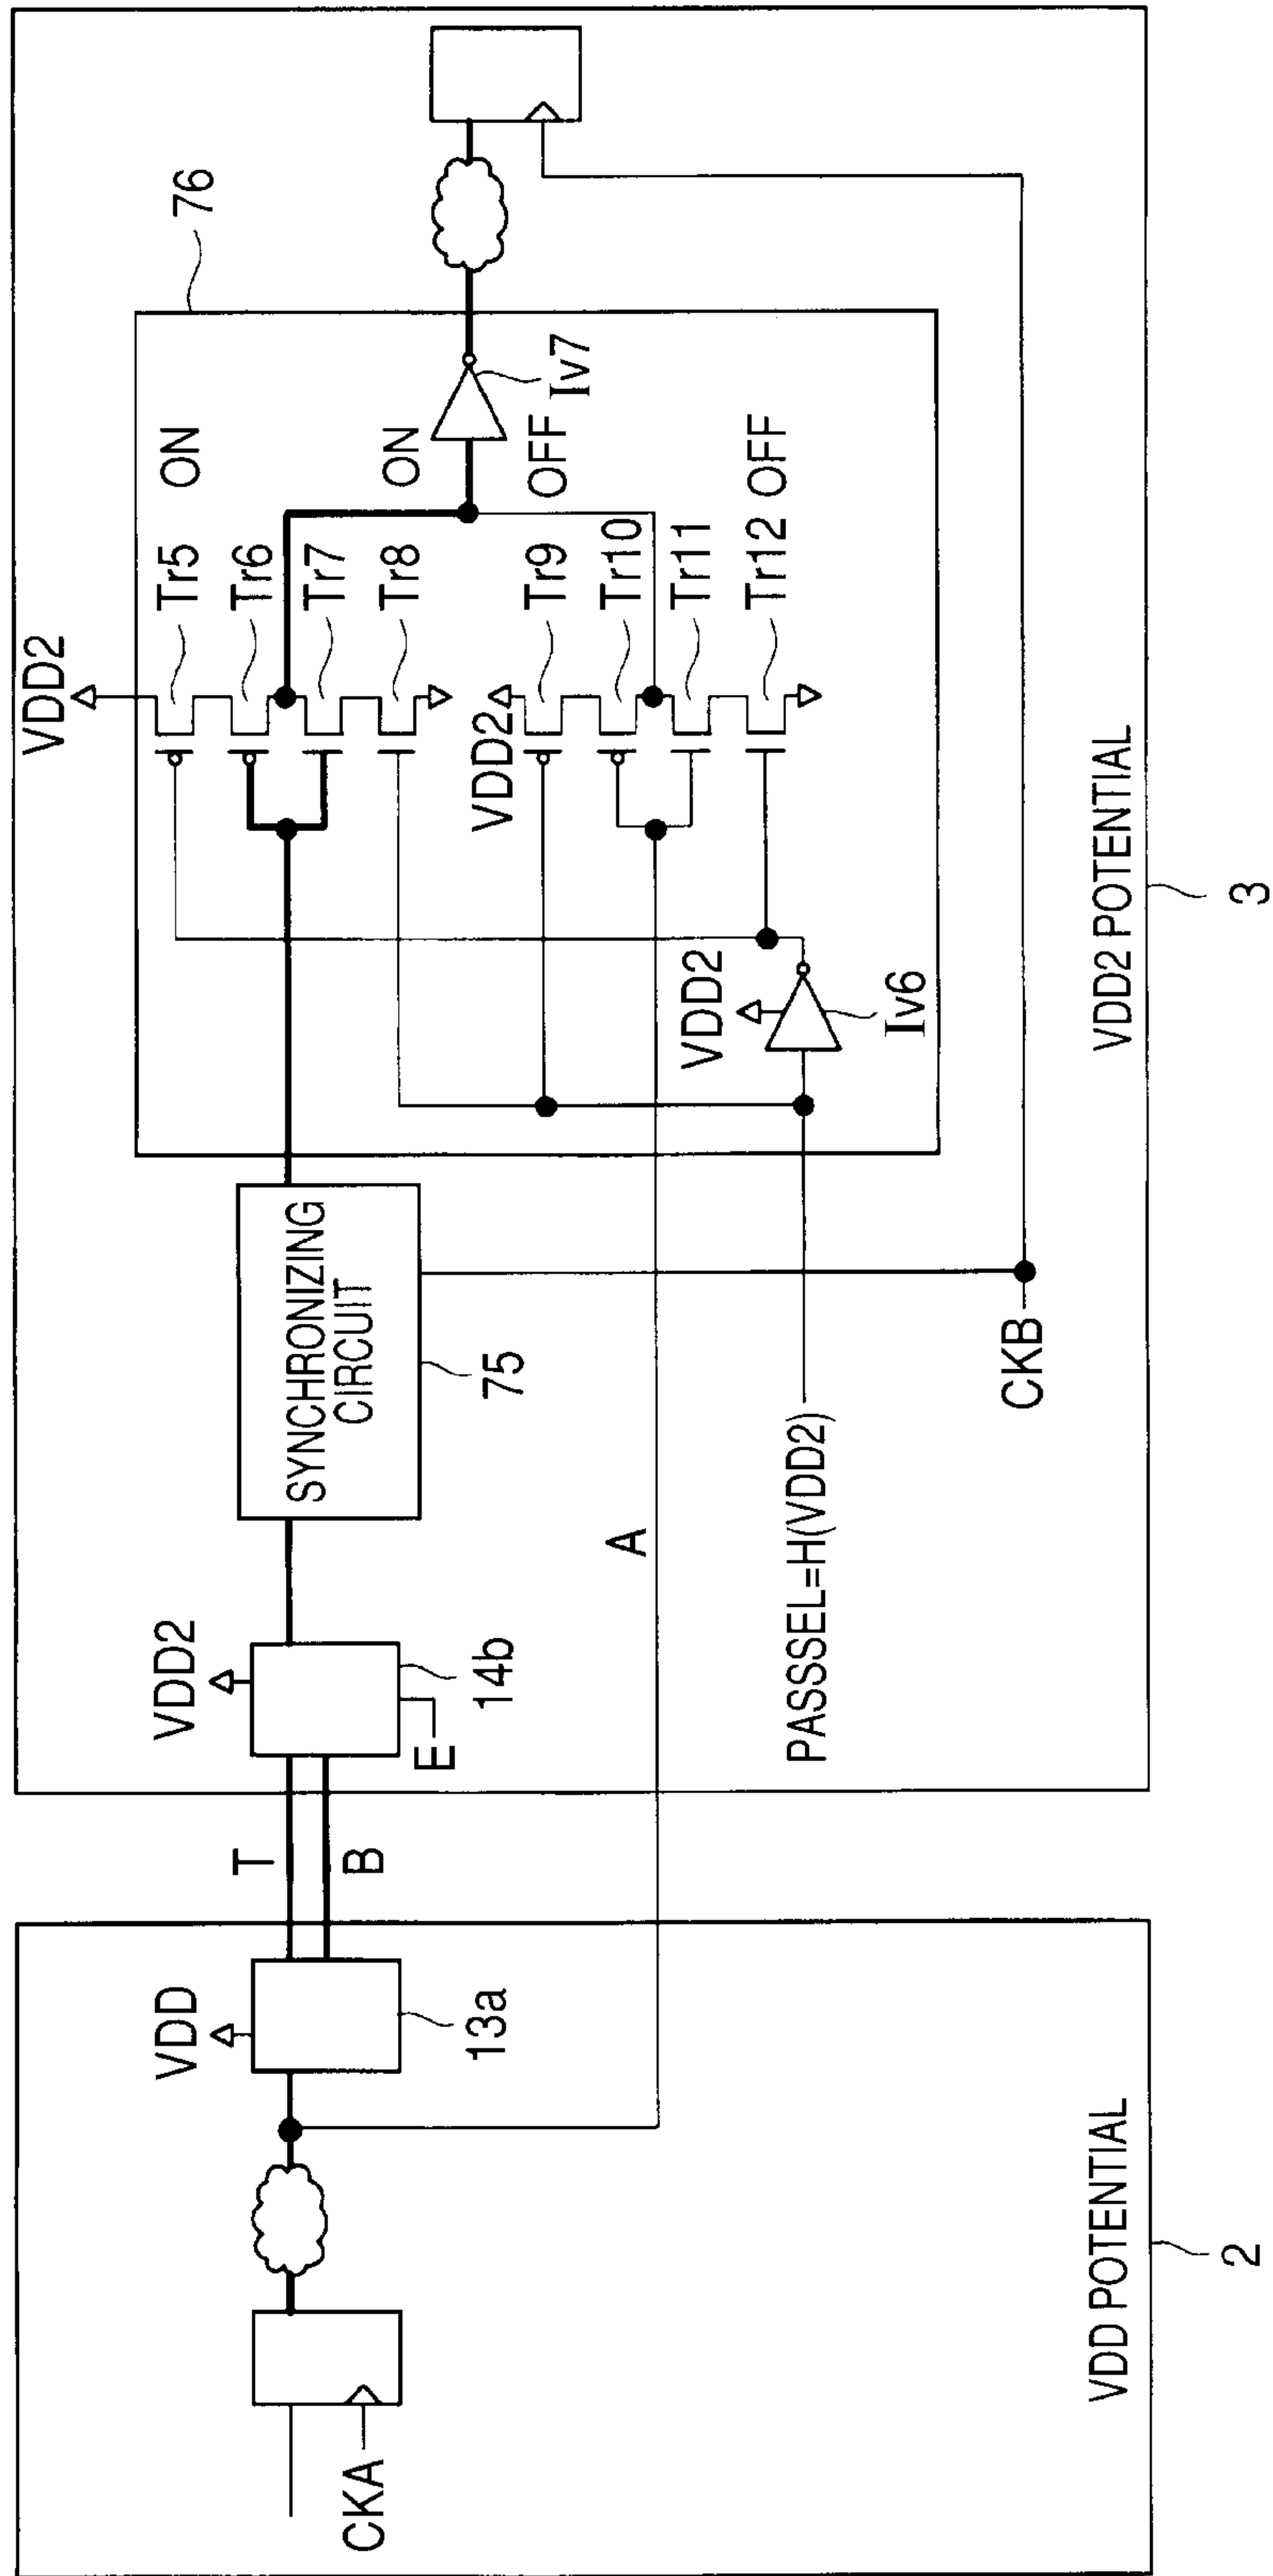 VDD2
Tr5 ON
Tr6
Tr7
Tr8 ON
76
VDD2
Tr9 OFF
Tr10
Tr11
Tr12 OFF
Iv7
VDD2
Iv6
SYNCHRONIZING
CIRCUIT
75
VDD2
14b
E
T
B
VDD
13a
A
PASSSEL=H(VDD2)
CKB
CKA
VDD POTENTIAL
2
VDD2 POTENTIAL
3